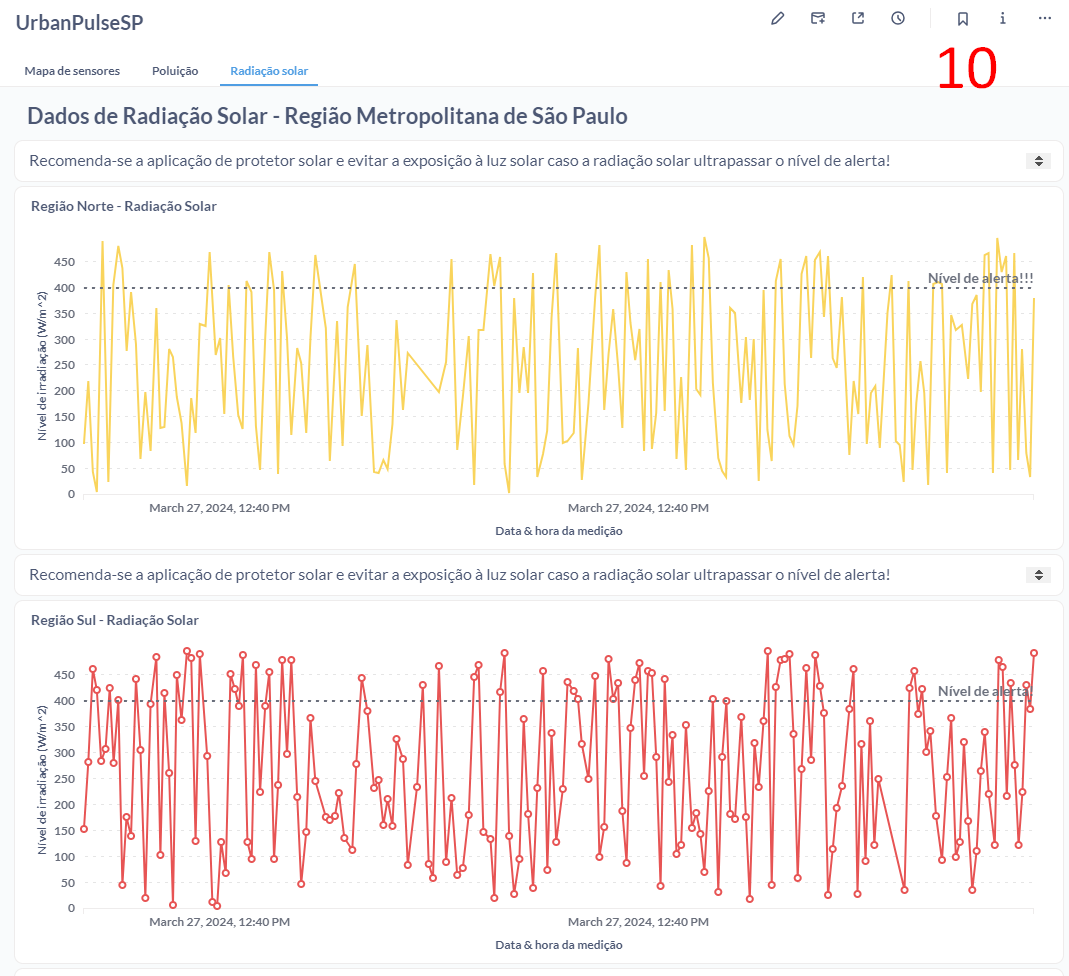 UrbanPulseSP
10
Mapa de sensores Poluição Radiação solar
Dados de Radiação Solar - Região Metropolitana de São Paulo
Recomenda-se a aplicação de protetor solar e evitar a exposição à luz solar caso a radiação solar ultrapassar o nível de alerta!
Região Norte - Radiação Solar
Nível de irradiação (W/m^2)
450
400
350
300
250
200
150
100
50
0
Nível de alerta!!!
March 27, 2024, 12:40 PM March 27, 2024, 12:40 PM
Data & hora da medição
Recomenda-se a aplicação de protetor solar e evitar a exposição à luz solar caso a radiação solar ultrapassar o nível de alerta!
Região Sul - Radiação Solar
Nível de irradiação (W/m^2)
450
400
350
300
250
200
150
100
50
0
Nível de alerta
March 27, 2024, 12:40 PM March 27, 2024, 12:40 PM
Data & hora da medição